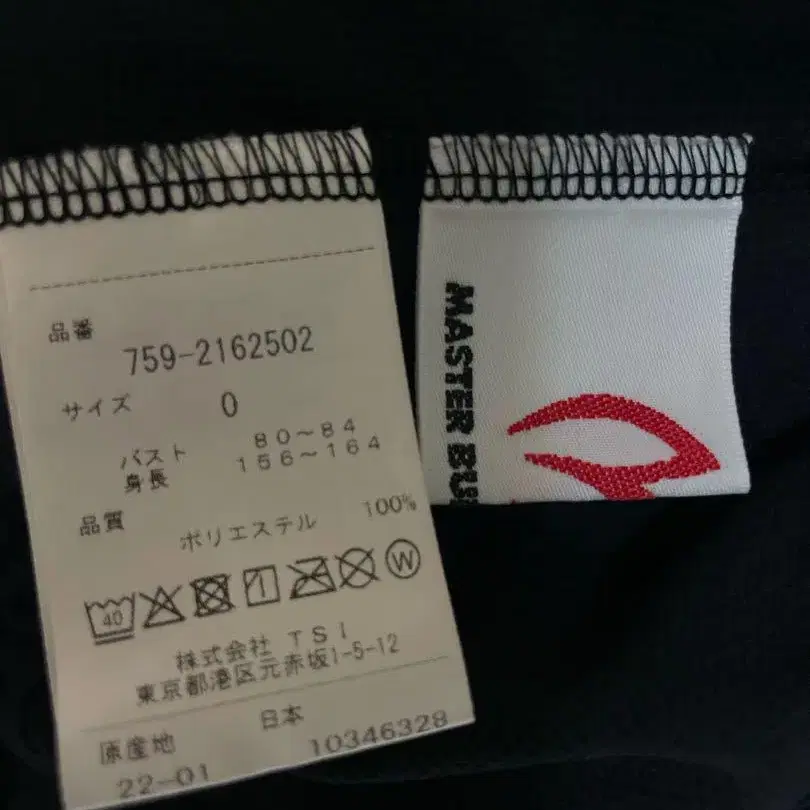 品番
759-2162502
サイズ 0
バスト 80～84
身長 156～164
品質
ポリエステル 100%
40
W
株式会社 TSI
東京都港区元赤坂1-5-12
原産地 日本
22-01 10346328
MASTER BU